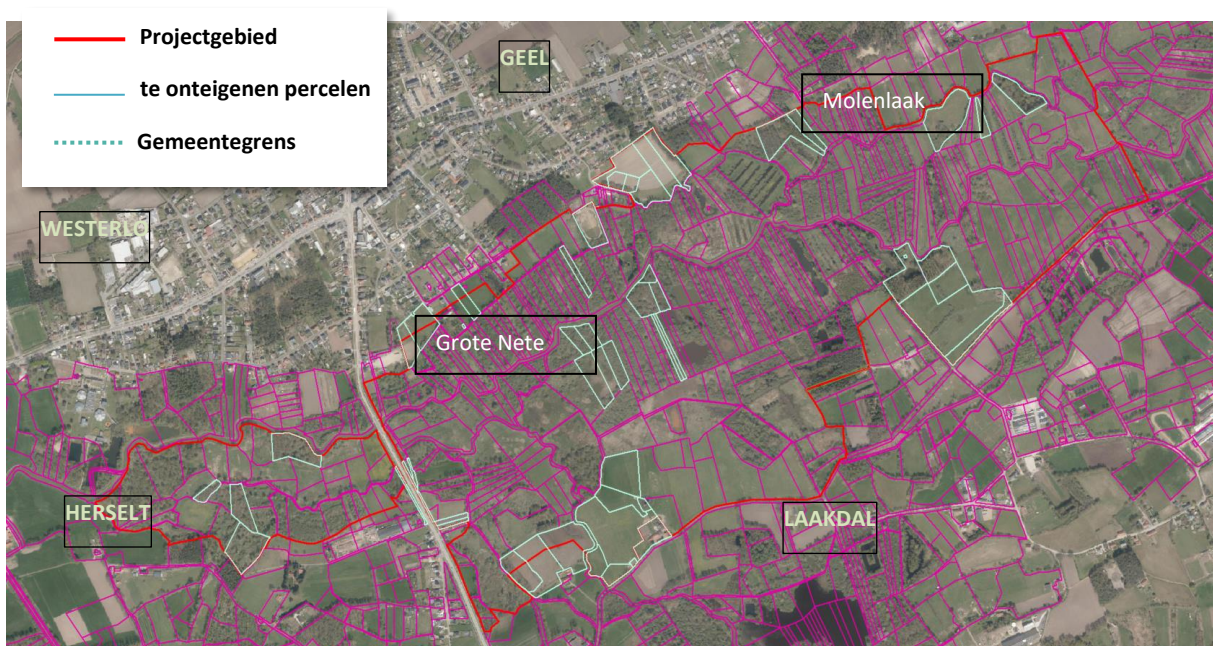 Projectgebied
te onteigenen percelen
Gemeentegrens
GEEL
Molenlaak
WESTERLO
Grote Nete
HERSELT
LAAKDAL